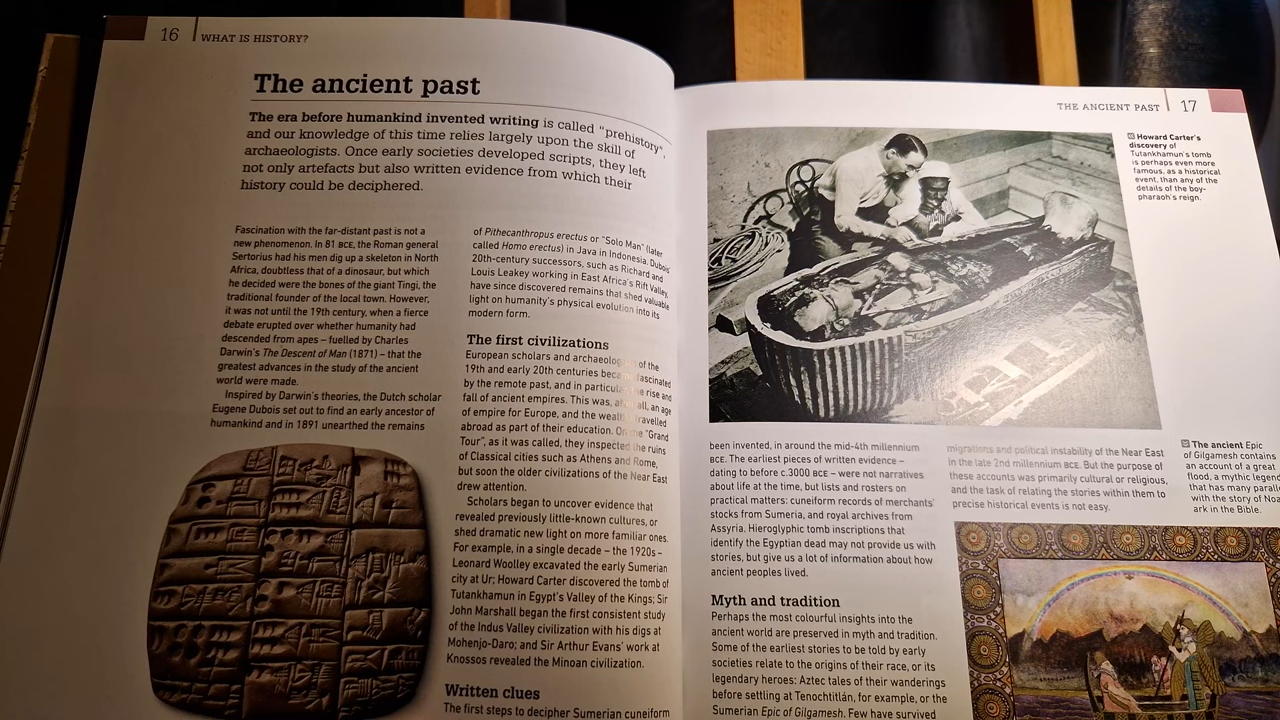 16
WHAT IS HISTORY?
The ancient past
The era before humankind invented writing is called "prehistory",
and our knowledge of this time relies largely upon the skill of
archaeologists. Once early societies developed scripts, they left
not only artefacts but also written evidence from which their
history could be deciphered.
Fascination with the far-distant past is not a
new phenomenon. In 81 BCE, the Roman general
Sertorius had his men dig up a skeleton in North
Africa, doubtless that of a dinosaur, but which
he decided were the bones of the giant Tingi, the
traditional founder of the local town. However,
it was not until the 19th century, when a fierce
debate erupted over whether humanity had
descended from apes – fuelled by Charles
Darwin's The Descent of Man (1871) – that the
greatest advances in the study of the ancient
world were made.
Inspired by Darwin's theories, the Dutch scholar
Eugene Dubois set out to find an early ancestor of
humankind and in 1891 unearthed the remains
of Pithecanthropus erectus or "Solo Man" (later
called Homo erectus) in Java in Indonesia. Dubois'
20th-century successors, such as Richard and
Louis Leakey working in East Africa's Rift Valley,
have since discovered remains that shed valuable
light on humanity's physical evolution into its
modern form.
The first civilizations
European scholars and archaeologists of the
19th and early 20th centuries became fascinated
by the remote past, and in particular the rise and
fall of ancient empires. This was, after all, an age
of empire for Europe, and the wealthy travelled
abroad as part of their education. On the "Grand
Tour", as it was called, they inspected the ruins
of Classical cities such as Athens and Rome,
but soon the older civilizations of the Near East
drew attention.
Scholars began to uncover evidence that
revealed previously little-known cultures, or
shed dramatic new light on more familiar ones.
For example, in a single decade – the 1920s –
Leonard Woolley excavated the early Sumerian
city at Ur; Howard Carter discovered the tomb of
Tutankhamun in Egypt's Valley of the Kings; Sir
John Marshall began the first consistent study
of the Indus Valley civilization with his digs at
Mohenjo-Daro; and Sir Arthur Evans' work at
Knossos revealed the Minoan civilization.
Written clues
The first steps to decipher Sumerian cuneiform
THE ANCIENT PAST
17
Howard Carter's
discovery of
Tutankhamun's tomb
is perhaps even more
famous, as a historical
event, than any of the
details of the boy-
pharaoh's reign.
been invented, in around the mid-4th millennium
BCE. The earliest pieces of written evidence –
dating to before c.3000 BCE – were not narratives
about life at the time, but lists and rosters on
practical matters: cuneiform records of merchants'
stocks from Sumeria, and royal archives from
Assyria. Hieroglyphic tomb inscriptions that
identify the Egyptian dead may not provide us with
stories, but give us a lot of information about how
ancient peoples lived.
Myth and tradition
Perhaps the most colourful insights into the
ancient world are preserved in myth and tradition.
Some of the earliest stories to be told by early
societies relate to the origins of their race, or its
legendary heroes: Aztec tales of their wanderings
before settling at Tenochtitlán, for example, or the
Sumerian Epic of Gilgamesh. Few have survived
migrations and political instability of the Near East
in the late 2nd millennium BCE. But the purpose of
these accounts was primarily cultural or religious,
and the task of relating the stories within them to
precise historical events is not easy.
The ancient Epic
of Gilgamesh contains
an account of a great
flood, a mythic legend
that has many
with the story of
ark in the Bible.